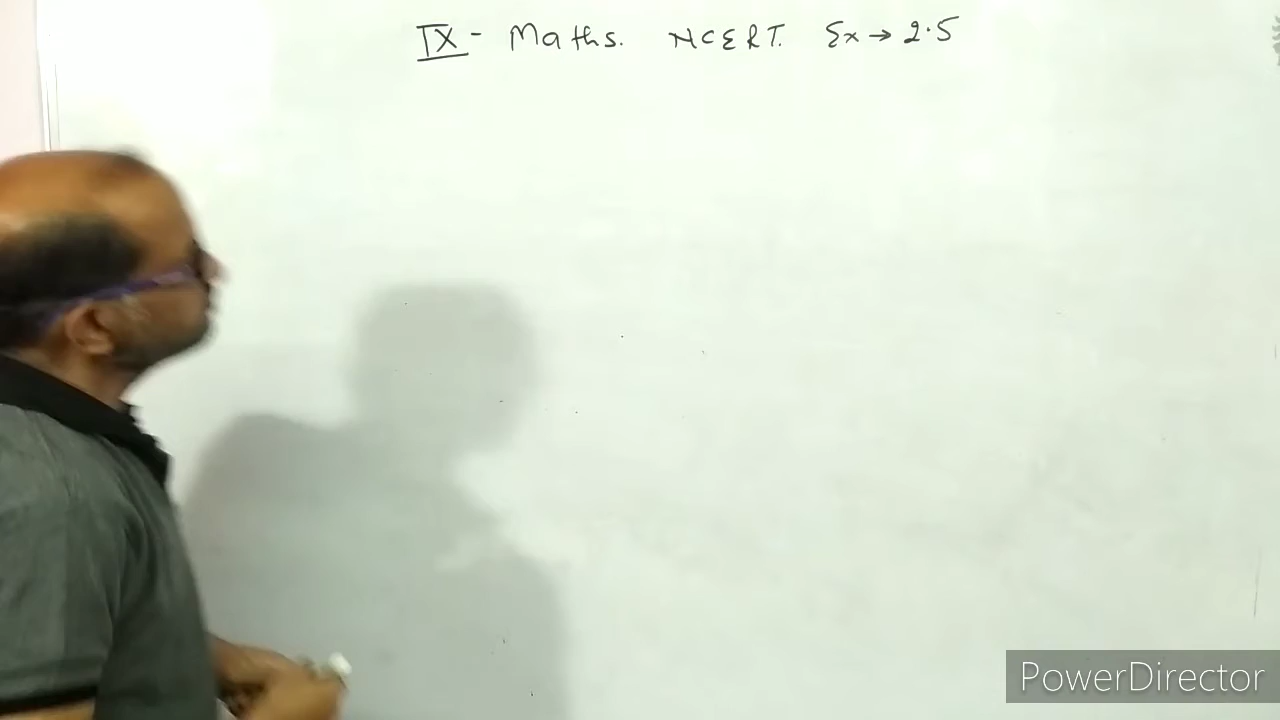 IX - Maths. NCERT. Ex → 2.5
PowerDirector